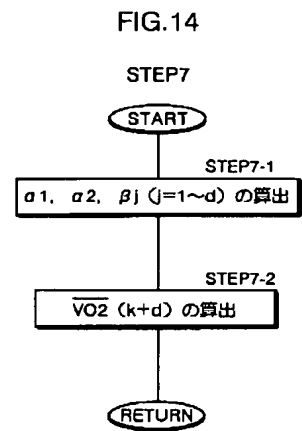 FIG.14
STEP7
START
STEP7-1
α1, α2, βj (j=1~d) の算出
STEP7-2
V̅O̅2̅ (k+d) の算出
RETURN